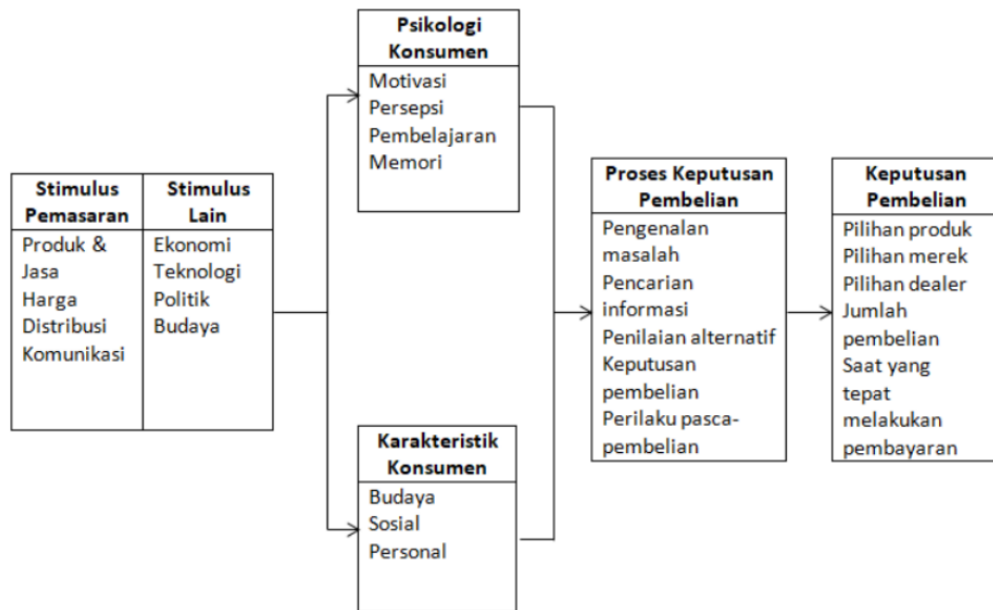 Stimulus
Pemasaran
Produk &
Jasa
Harga
Distribusi
Komunikasi
Stimulus
Lain
Ekonomi
Teknologi
Politik
Budaya
Psikologi
Konsumen
Motivasi
Persepsi
Pembelajaran
Memori
Karakteristik
Konsumen
Budaya
Sosial
Personal
Proses Keputusan
Pembelian
Pengenalan
masalah
Pencarian
informasi
Penilaian alternatif
Keputusan
pembelian
Perilaku pasca-
pembelian
Keputusan
Pembelian
Pilihan produk
Pilihan merek
Pilihan dealer
Jumlah
pembelian
Saat yang
tepat
melakukan
pembayaran